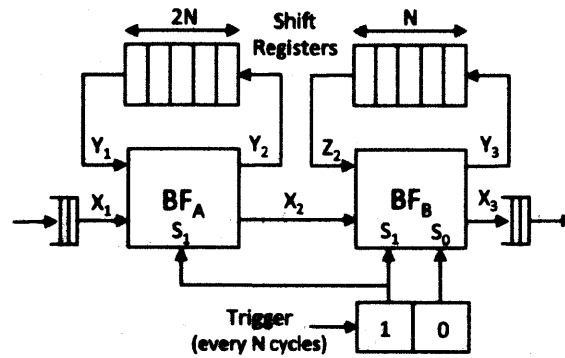 2N
Shift
Registers
N
Y1
Y2
Z2
Y3
X1
BFA
S1
X2
BFB
S1 S0
X3
Trigger
(every N cycles)
1 0